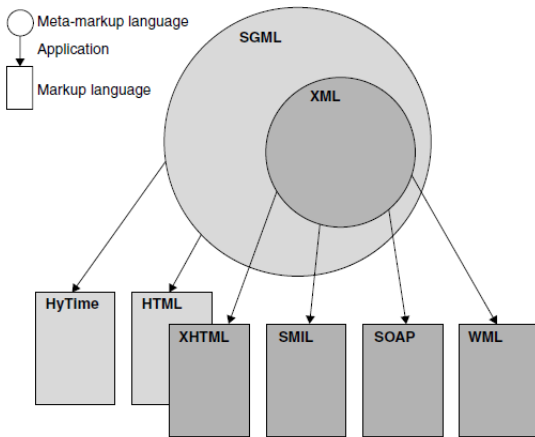 Meta-markup language
Application
Markup language
SGML
XML
HyTime
HTML
XHTML
SMIL
SOAP
WML